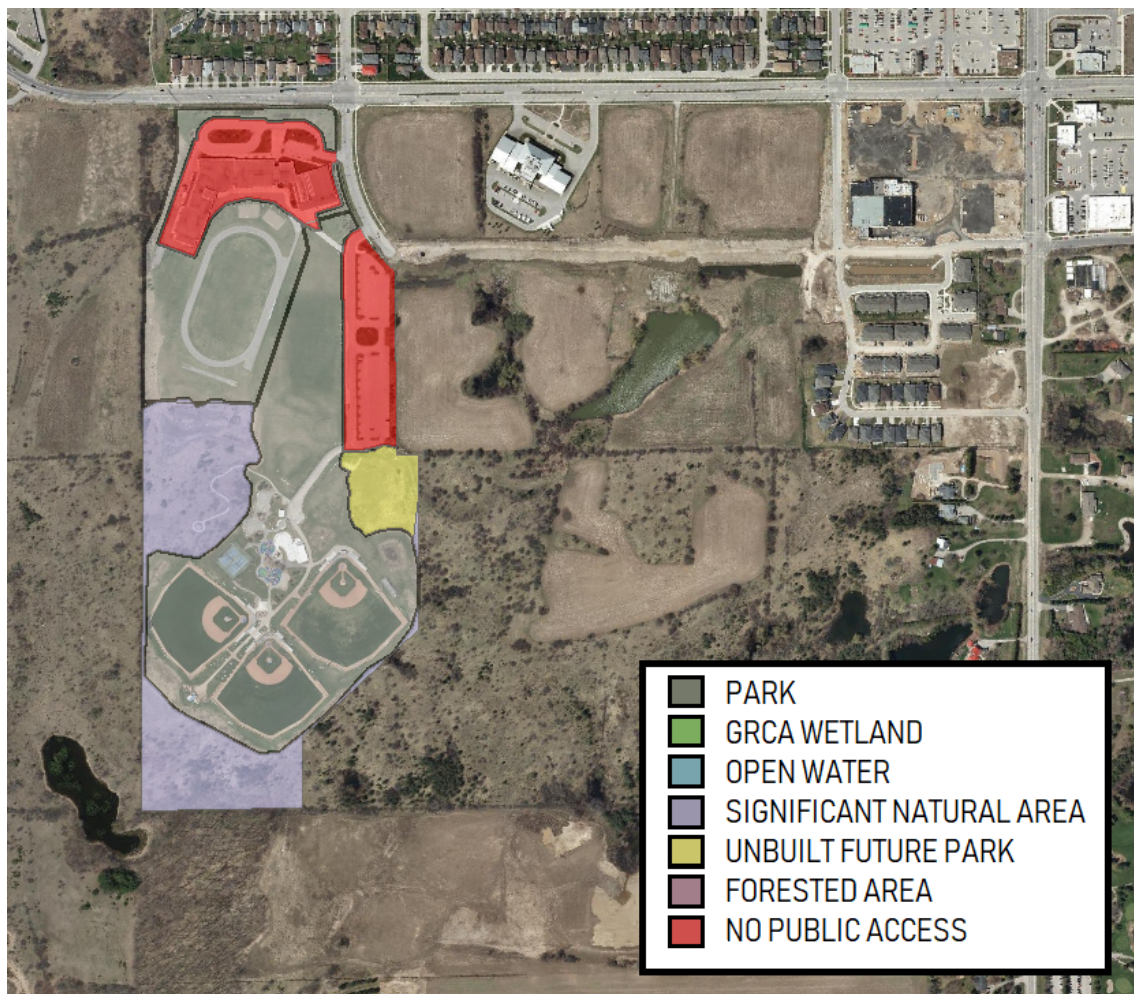 PARK
GRCA WETLAND
OPEN WATER
SIGNIFICANT NATURAL AREA
UNBUILT FUTURE PARK
FORESTED AREA
NO PUBLIC ACCESS